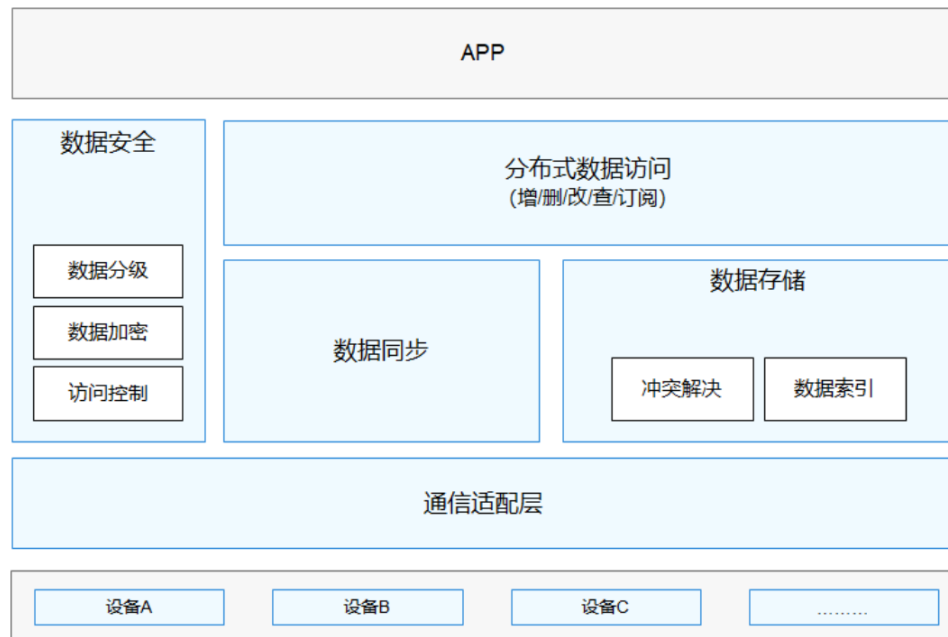 APP
数据安全
数据分级
数据加密
访问控制
分布式数据访问
(增/删/改/查/订阅)
数据同步
数据存储
冲突解决
数据索引
通信适配层
设备A
设备B
设备C
………